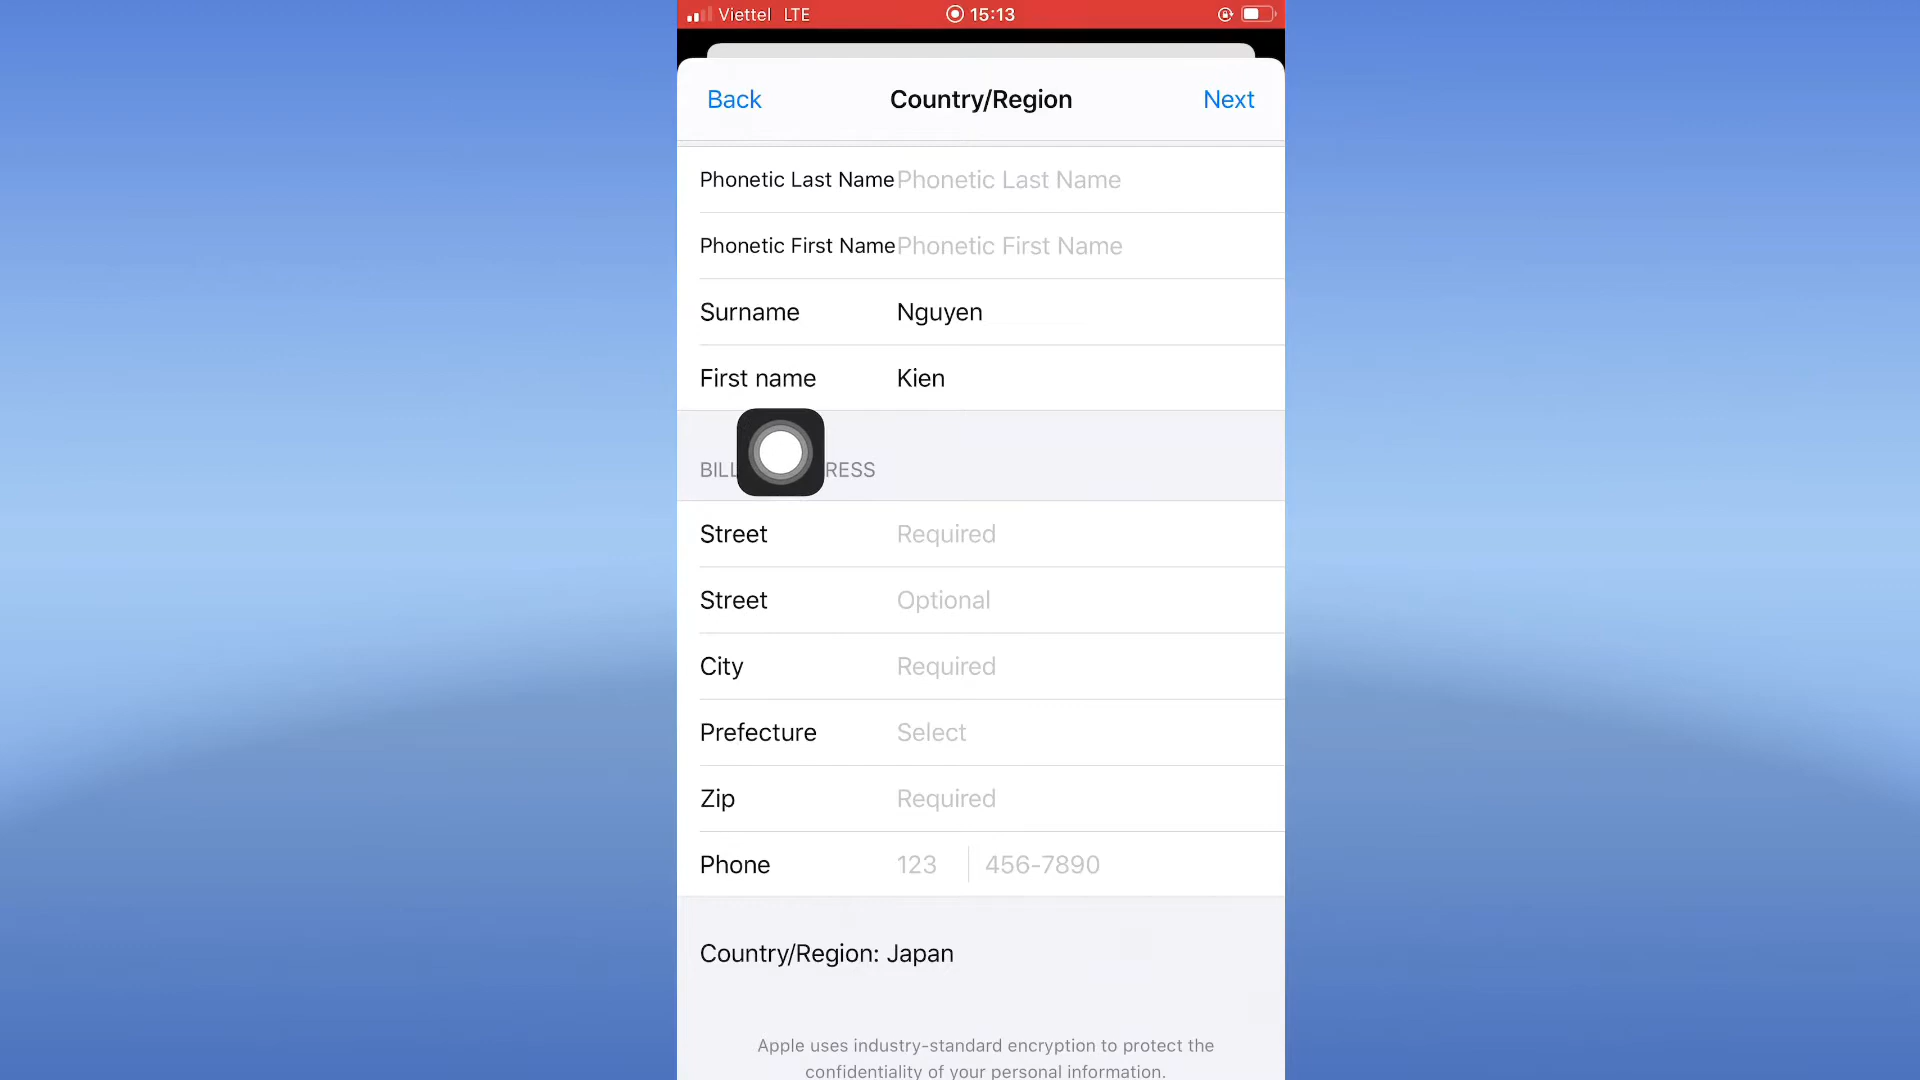 Viettel LTE 15:13
Back Country/Region Next
Phonetic Last Name Phonetic Last Name
Phonetic First Name Phonetic First Name
Surname Nguyen
First name Kien
BILL RESS
Street Required
Street Optional
City Required
Prefecture Select
Zip Required
Phone 123 456-7890
Country/Region: Japan
Apple uses industry-standard encryption to protect the
confidentiality of your personal information.